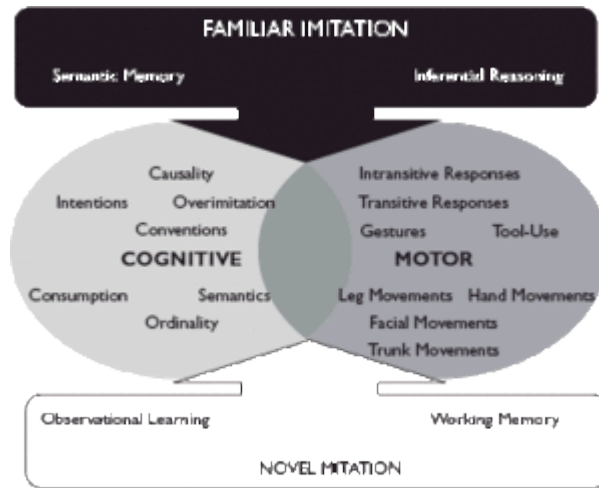 FAMILIAR IMITATION
Semantic Memory Inferential Reasoning
Causality Intransitive Responses
Intentions Overimitation Transitive Responses
Conventions Gestures Tool-Use
COGNITIVE MOTOR
Consumption Semantics Leg Movements Hand Movements
Ordinality Facial Movements
Trunk Movements
Observational Learning Working Memory
NOVEL MITATION